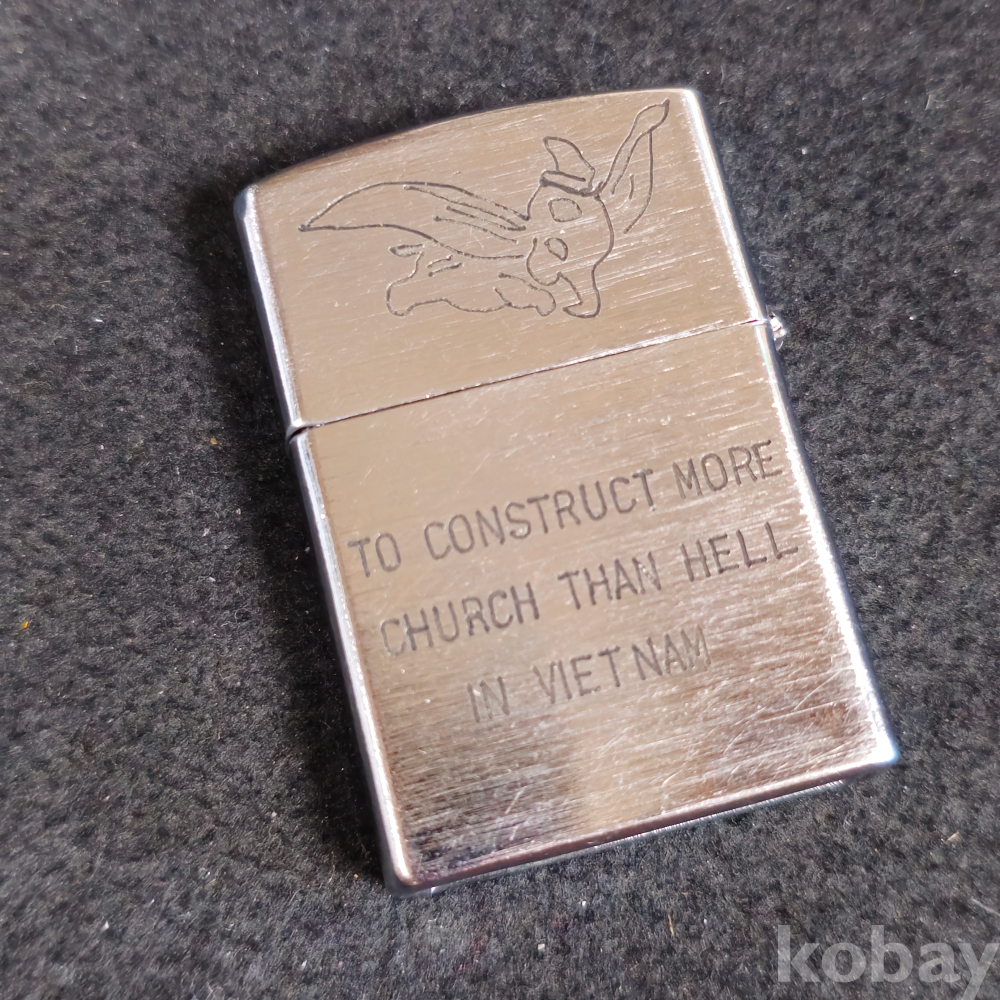 TO CONSTRUCT MORE
CHURCH THAN HELL
IN VIETNAM
kobay